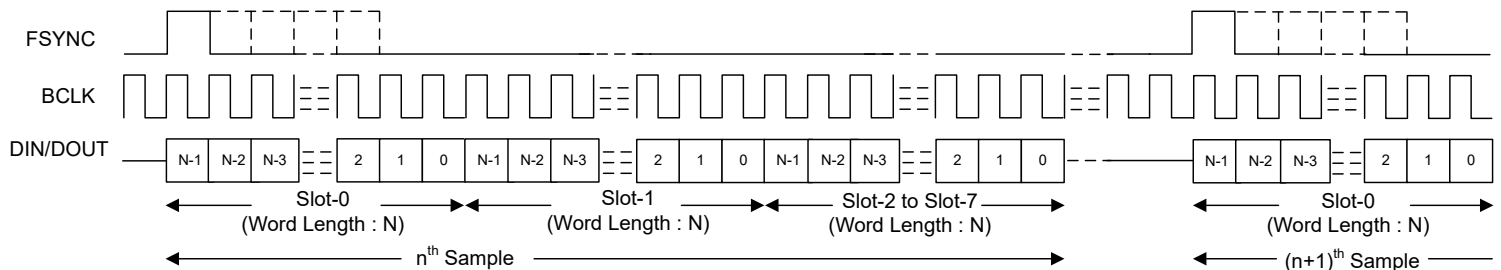 FSYNC
BCLK
DIN/DOUT
N-1 N-2 N-3 2 1 0 N-1 N-2 N-3 2 1 0 N-1 N-2 N-3 2 1 0 N-1 N-2 N-3 2 1 0
Slot-0 Slot-1 Slot-2 to Slot-7 Slot-0
(Word Length : N) (Word Length : N) (Word Length : N) (Word Length : N)
nth Sample (n+1)th Sample